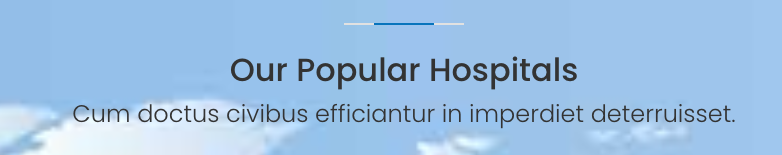 Our Popular Hospitals
Cum doctus civibus efficiantur in imperdiet deterruisset.